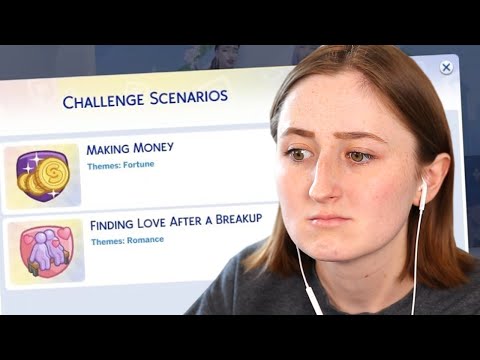 CHALLENGE SCENARIOS
MAKING MONEY
Themes: Fortune
FINDING LOVE AFTER A BREAKUP
Themes: Romance